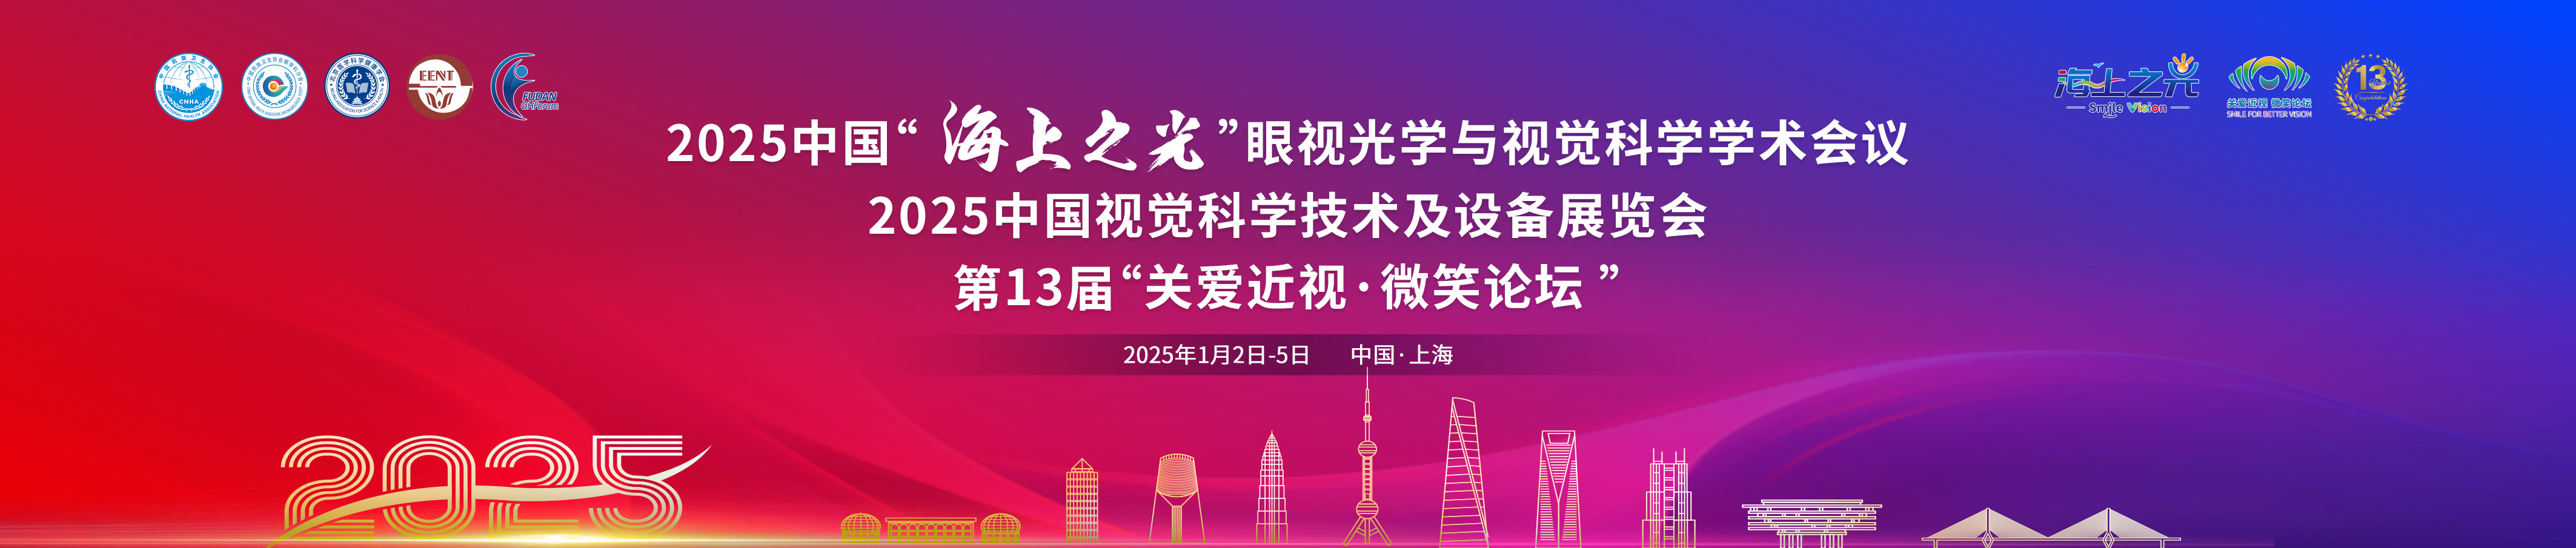 CNHA
EENT
FUDAN
海上之光
Smile Vision
关爱近视 微笑论坛
SMILE FOR BETTER VISION
13
2025中国“海上之光”眼视光学与视觉科学学术会议
2025中国视觉科学技术及设备展览会
第13届“关爱近视·微笑论坛 ”
2025年1月2日-5日 中国·上海
2025